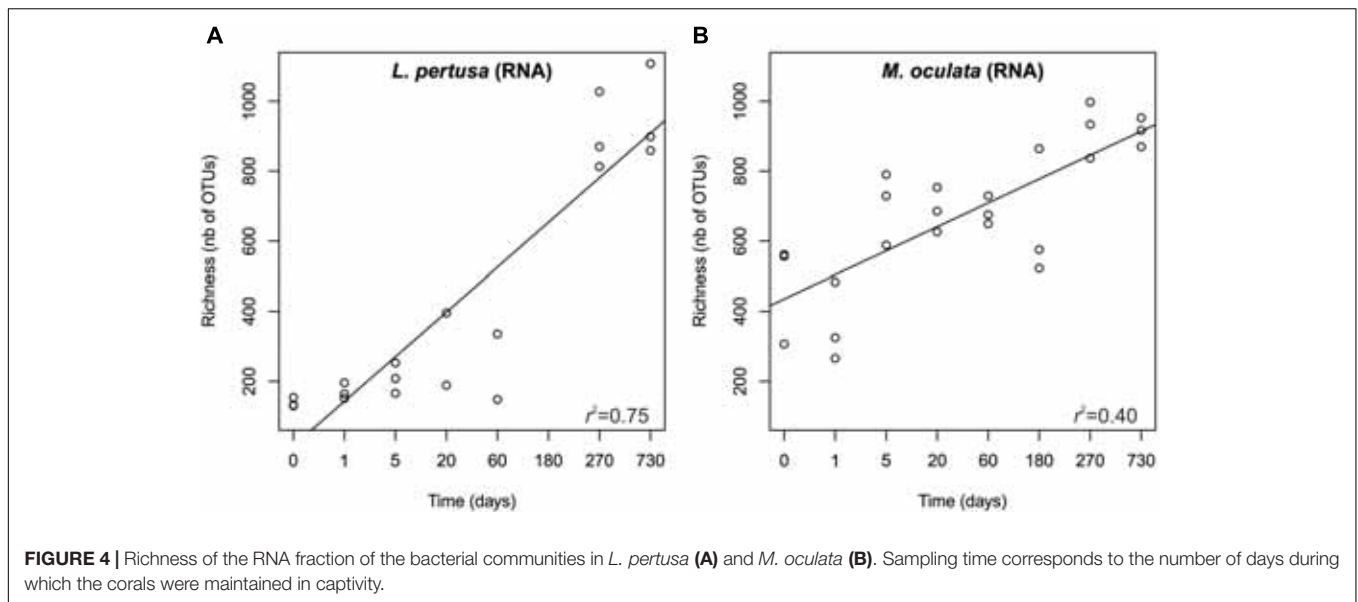 A
L. pertusa (RNA)
Richness (nb of OTUs)
1000
800
600
400
200
r²=0.75
0 1 5 20 60 180 270 730
Time (days)
B
M. oculata (RNA)
Richness (nb of OTUs)
1000
800
600
400
200
r²=0.40
0 1 5 20 60 180 270 730
Time (days)
FIGURE 4 | Richness of the RNA fraction of the bacterial communities in L. pertusa (A) and M. oculata (B). Sampling time corresponds to the number of days during
which the corals were maintained in captivity.